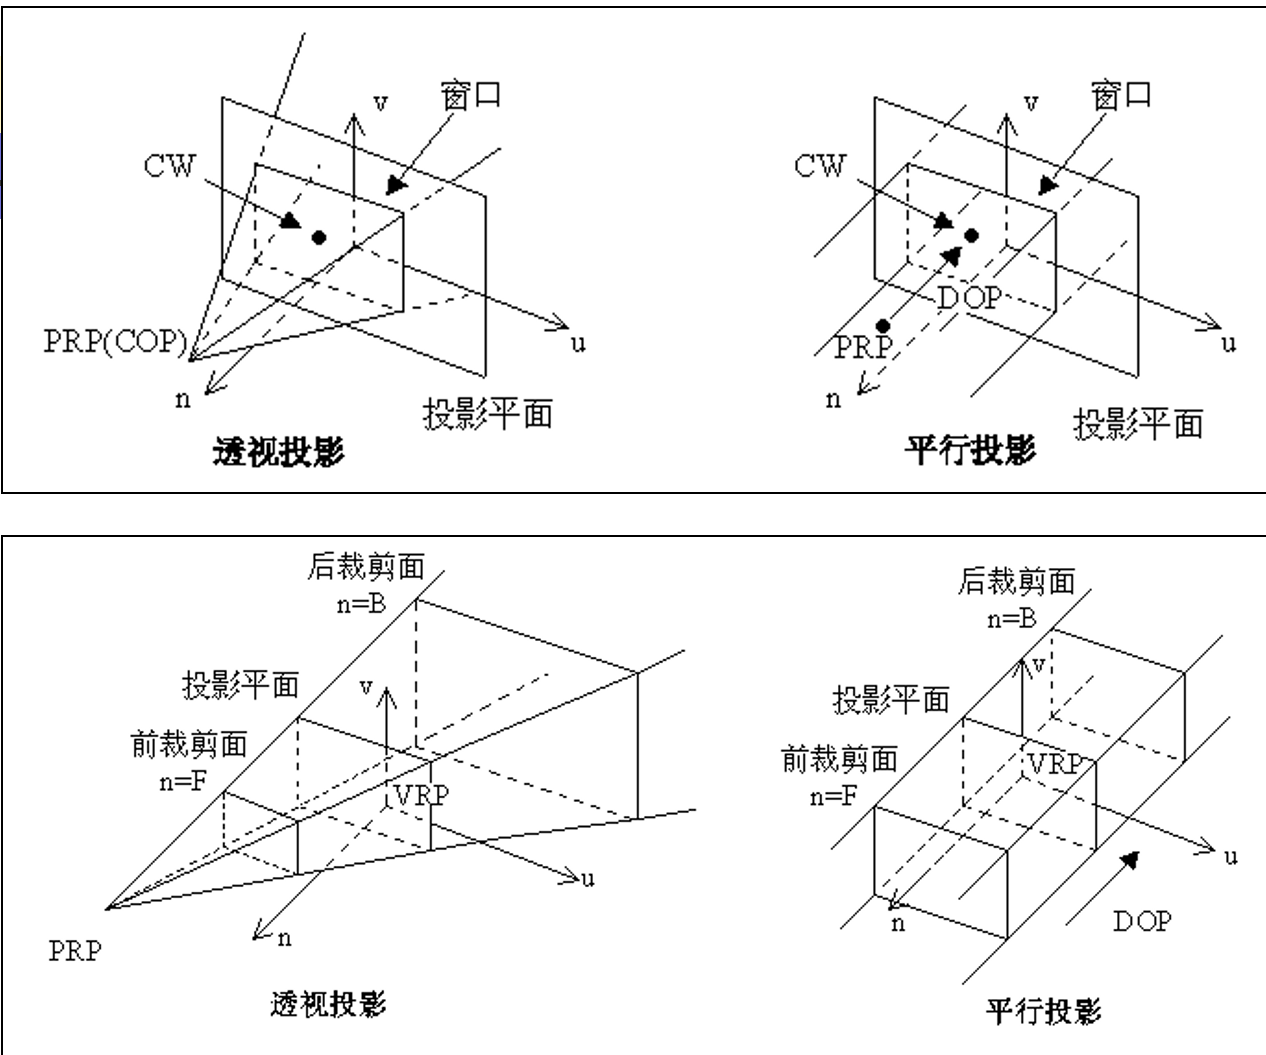 v
窗口
CW
PRP(COP)
n
u
投影平面
透视投影
v
窗口
CW
DOP
PRP
n
u
投影平面
平行投影
后裁剪面
n=B
投影平面
v
前裁剪面
n=F
VRP
u
n
PRP
透视投影
后裁剪面
n=B
v
投影平面
前裁剪面
n=F
VRP
u
n
DOP
平行投影